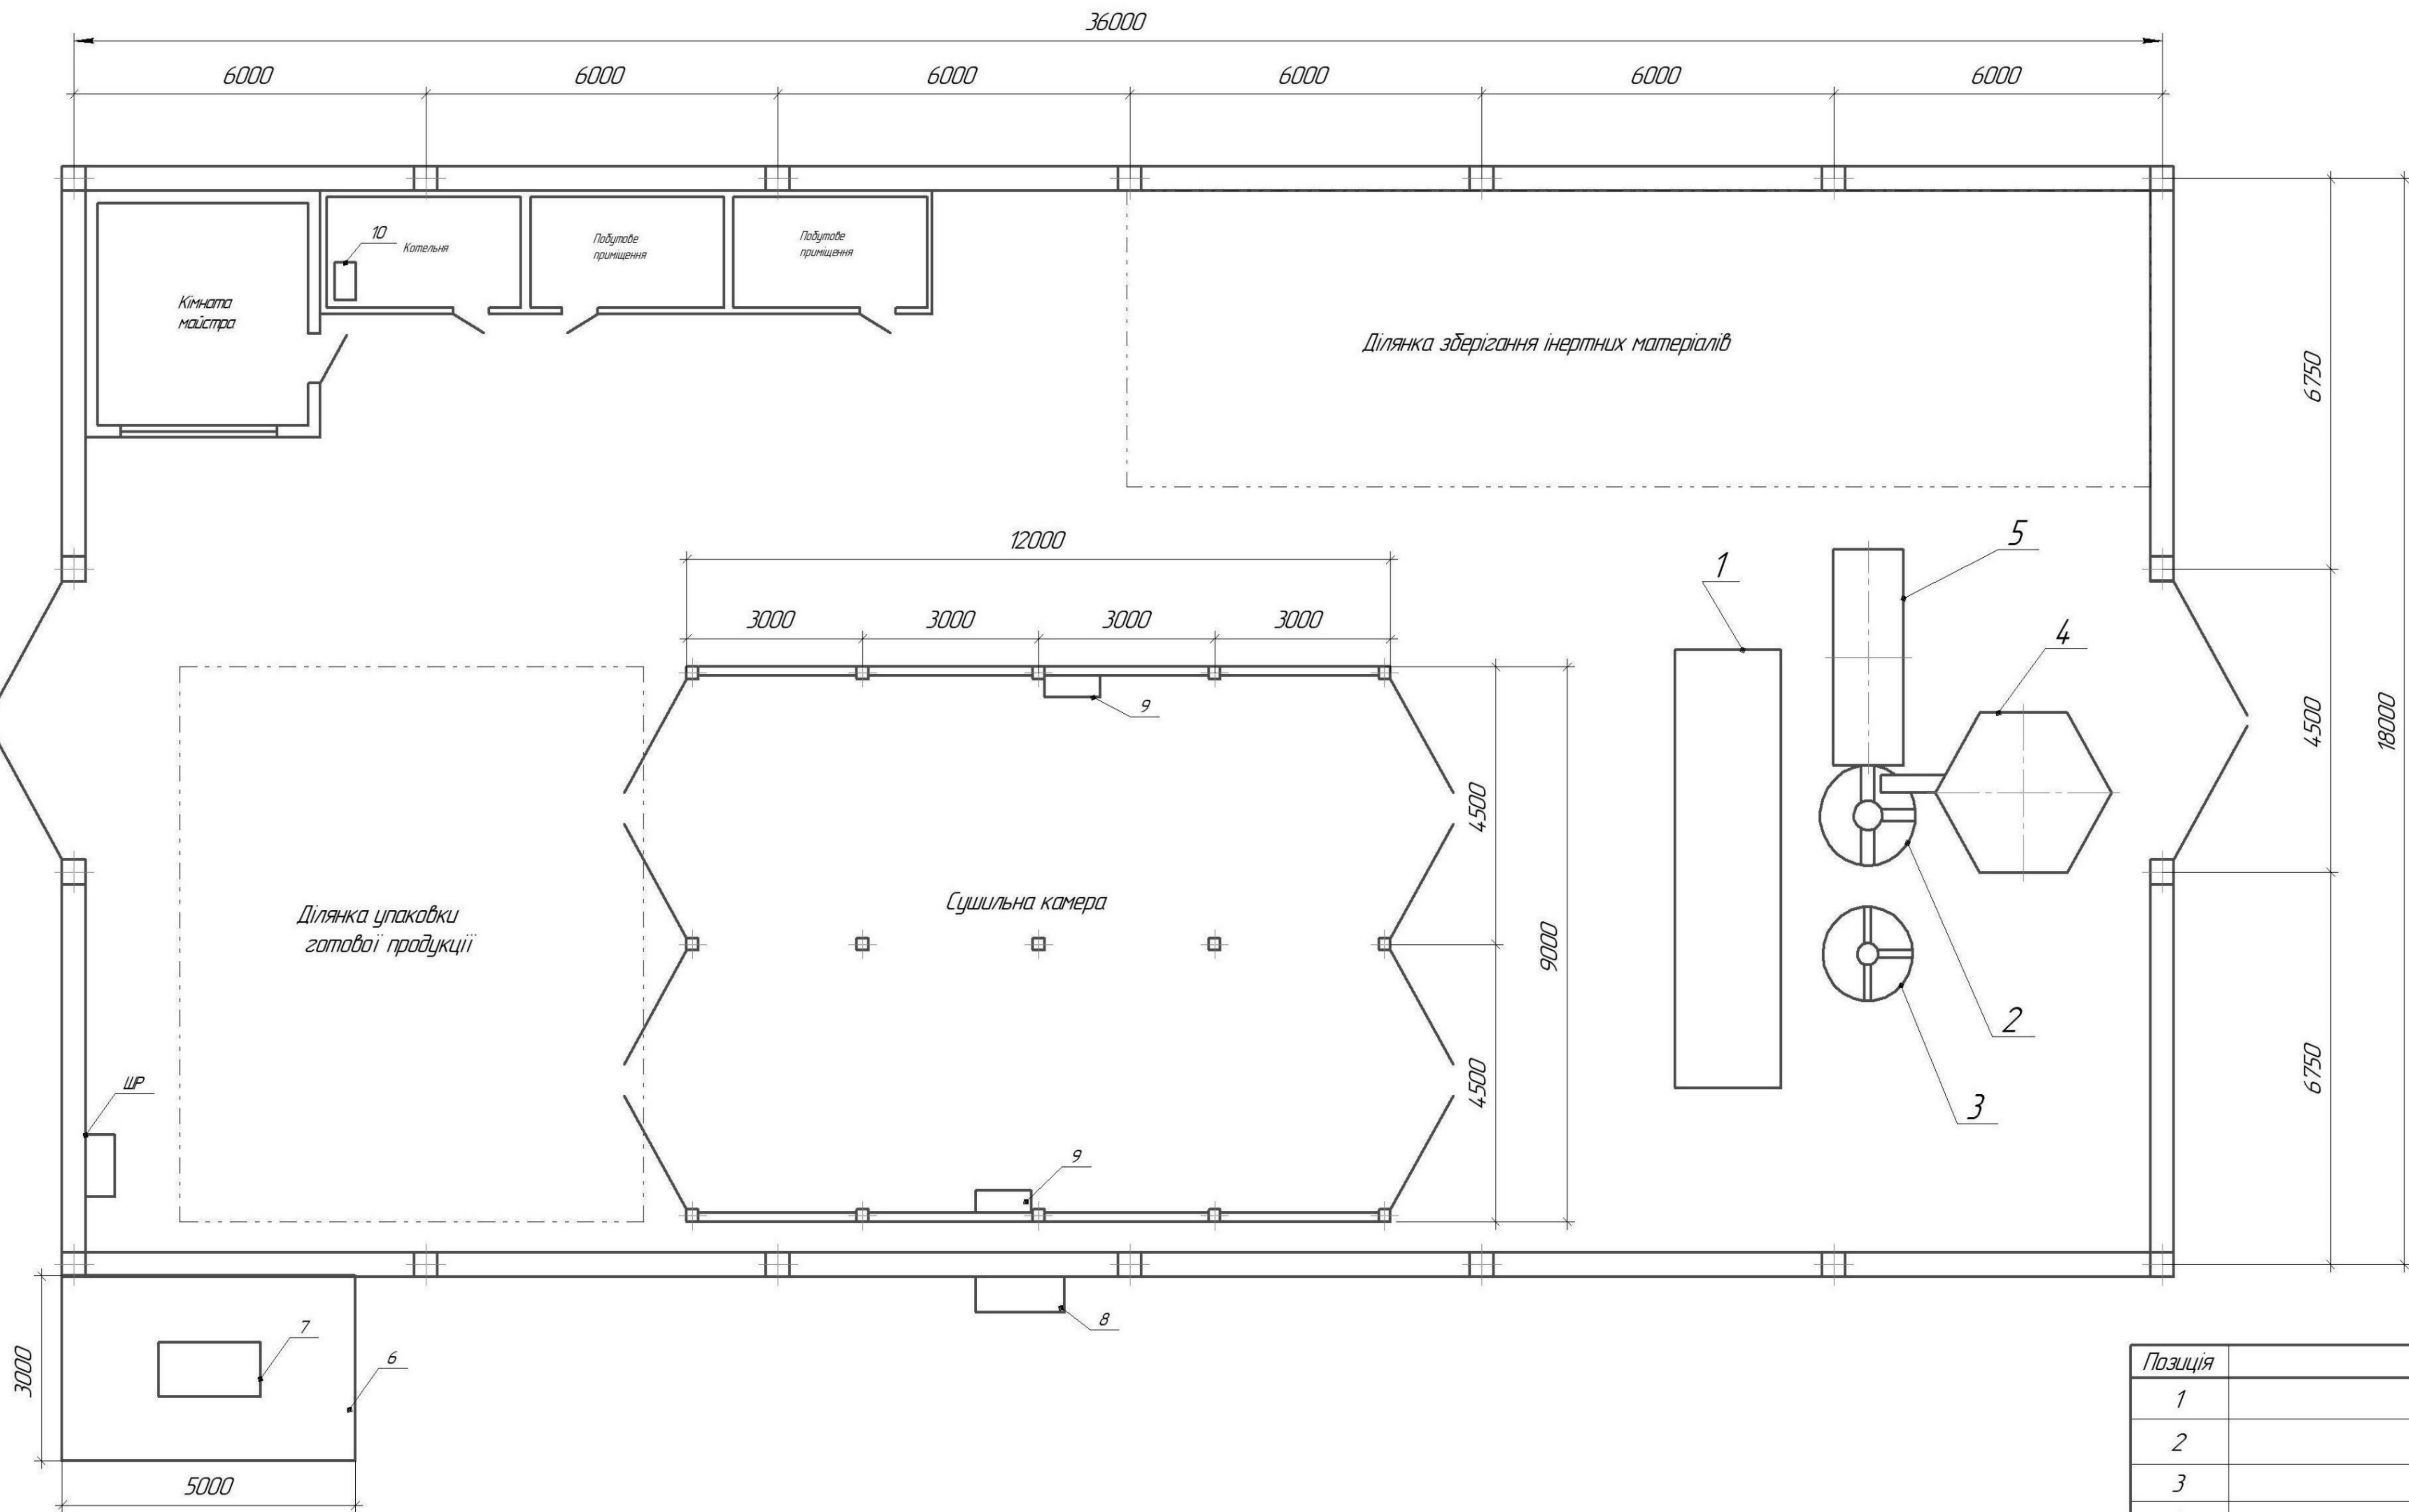 36000
6000
6000
6000
6000
6000
6000
10
Котельня
Побутове
приміщення
Побутове
приміщення
Кімната
майстра
Ділянка зберігання інертних матеріалів
6750
12000
5
1
3000
3000
3000
3000
4
9
4500
18000
4500
Сушильна камера
Ділянка упаковки
готової продукції
9000
2
ШР
4500
6750
3
9
8
7
6
3000
5000
Позиція
1
2
3